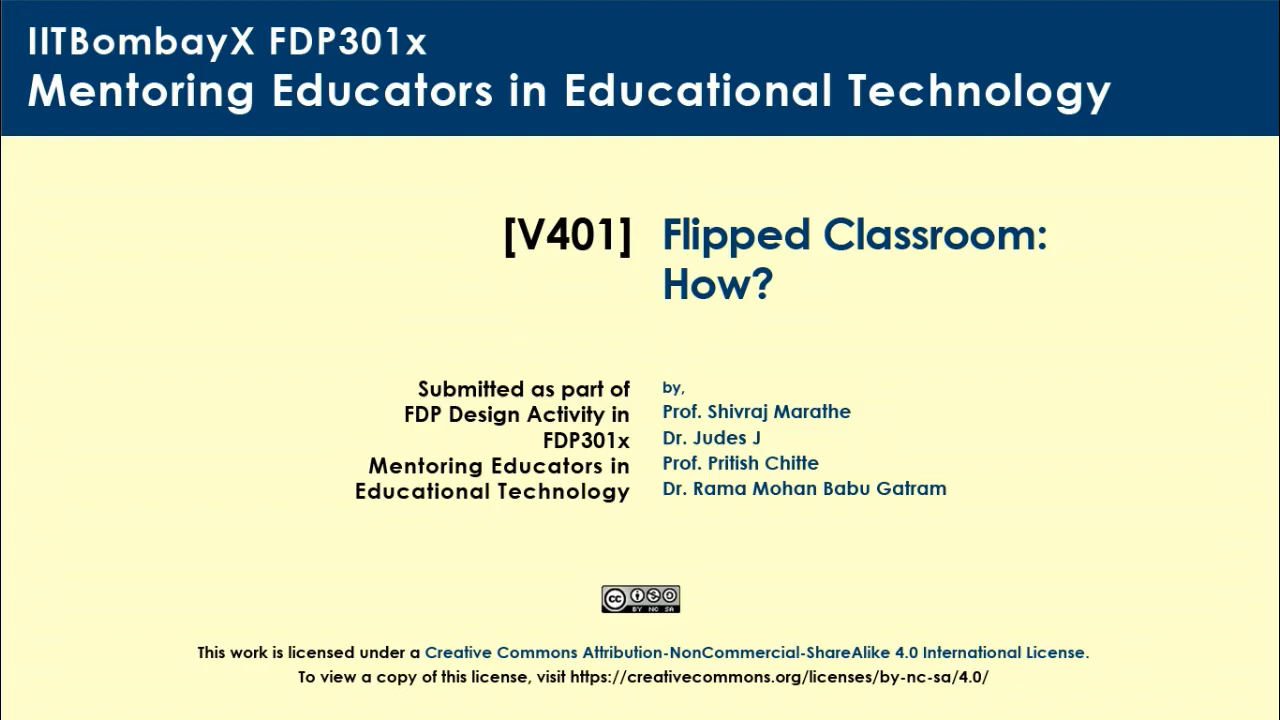 IITBombayX FDP301x
Mentoring Educators in Educational Technology
[V401] Flipped Classroom:
How?
Submitted as part of
FDP Design Activity in
FDP301x
Mentoring Educators in
Educational Technology
by,
Prof. Shivraj Marathe
Dr. Judes J
Prof. Pritish Chitte
Dr. Rama Mohan Babu Gatram
cc BY NC SA
This work is licensed under a Creative Commons Attribution-NonCommercial-ShareAlike 4.0 International License.
To view a copy of this license, visit https://creativecommons.org/licenses/by-nc-sa/4.0/